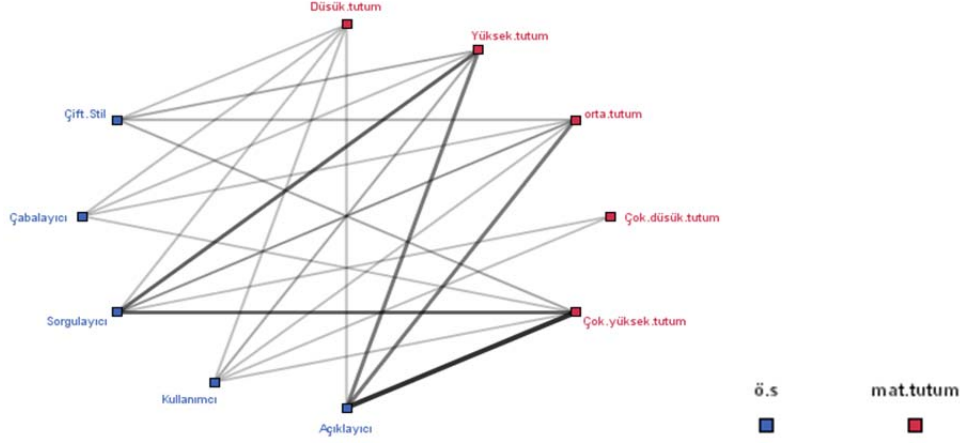 Düsük.tutum
Yüksek.tutum
Çift.Stil
orta.tutum
Çabalayıcı
Çok.düsük.tutum
Sorgulayıcı
Çok.yüksek.tutum
Kullanımcı
Açıklayıcı
ö.s
mat.tutum